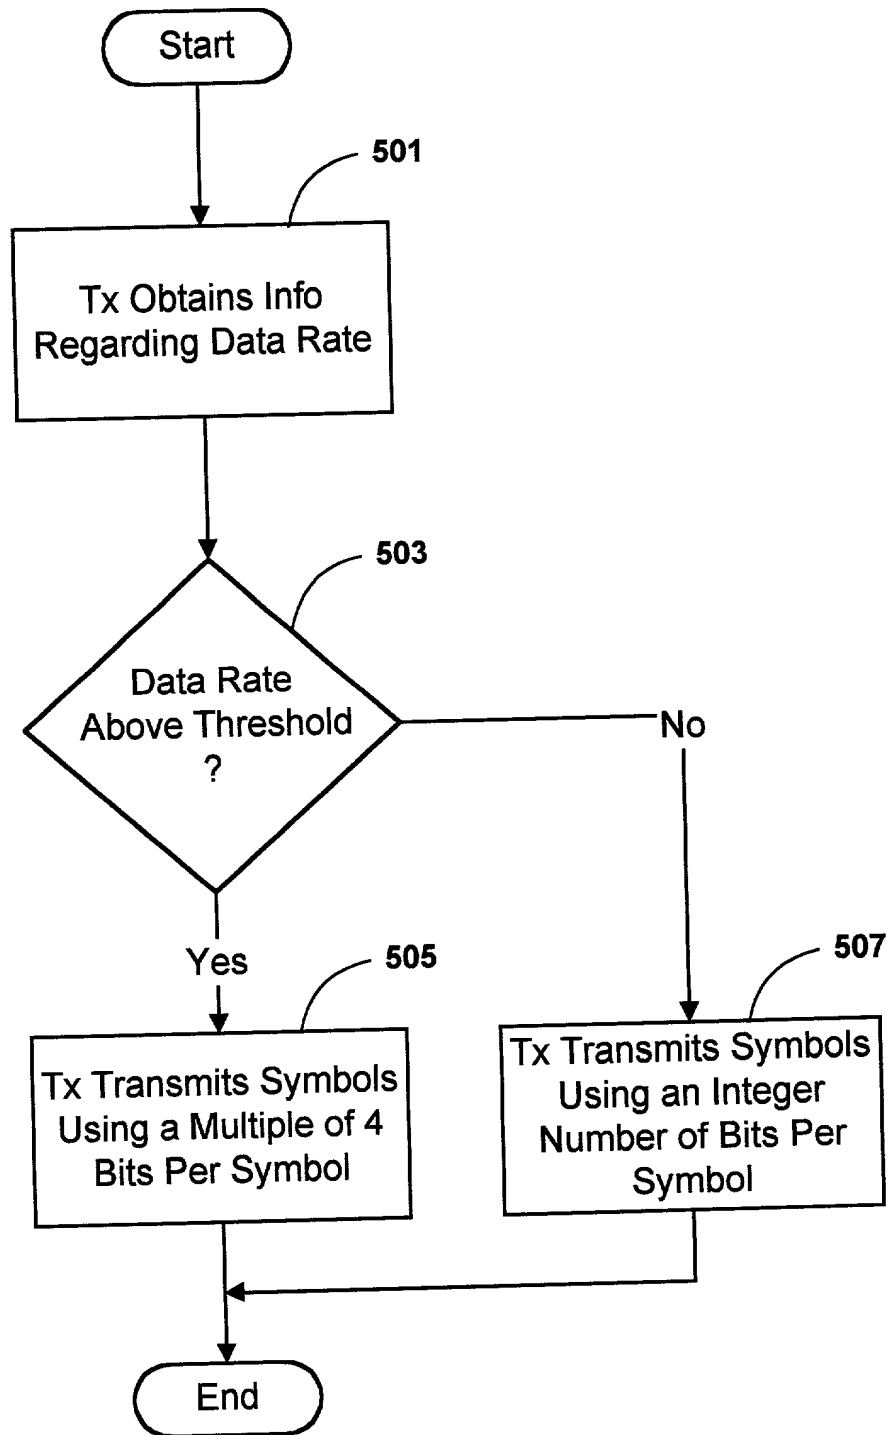 Start
501
Tx Obtains Info
Regarding Data Rate
503
Data Rate
Above Threshold
?
No
Yes
505
507
Tx Transmits Symbols
Using a Multiple of 4
Bits Per Symbol
Tx Transmits Symbols
Using an Integer
Number of Bits Per
Symbol
End